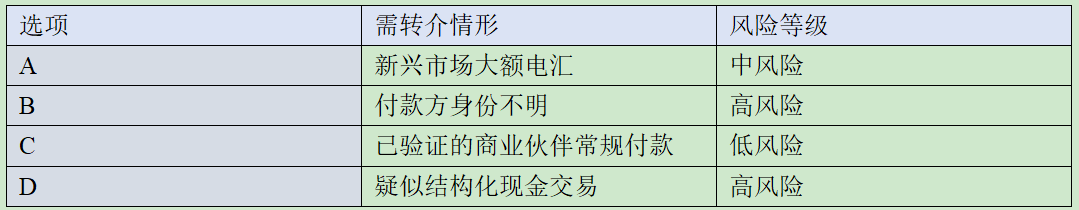 选项 需转介情形 风险等级
A 新兴市场大额电汇 中风险
B 付款方身份不明 高风险
C 已验证的商业伙伴常规付款 低风险
D 疑似结构化现金交易 高风险